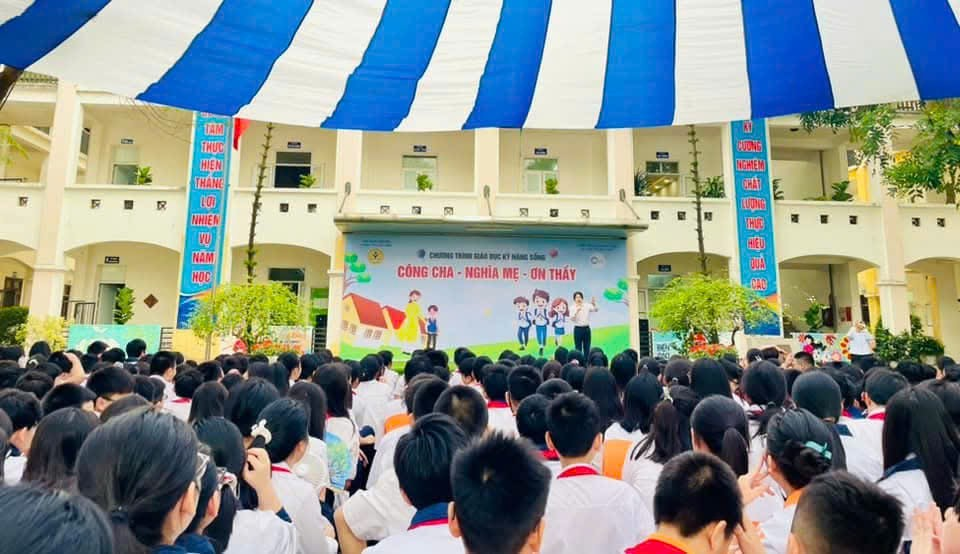 TÂM THỰC
HIỆN
THẮNG
LỢI
NHIỆM
VỤ
NĂM
HỌC
CHƯƠNG TRÌNH GIÁO DỤC KỸ NĂNG SỐNG
CÔNG CHA - NGHĨA MẸ - ƠN THẦY
KỶ
CƯƠNG
NGHIÊM
CHẤT
LƯỢNG
THỰC
HIỆU
QUẢ
CAO